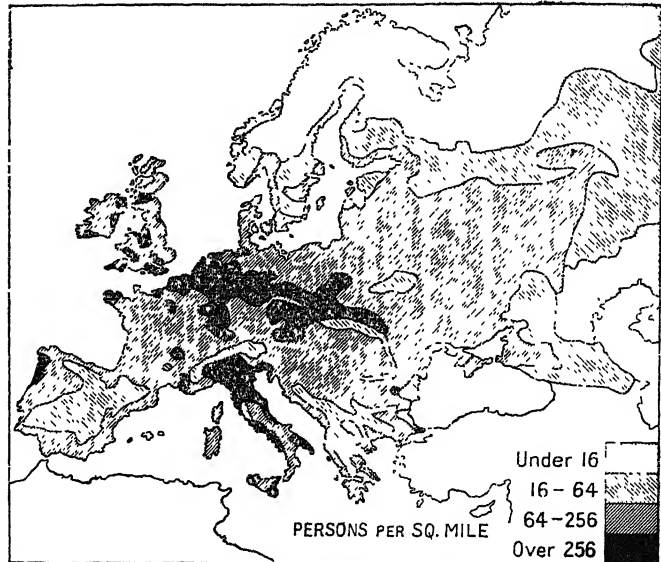 Under 16
16-64
64-256
PERSONS PER SQ. MILE
Over 256